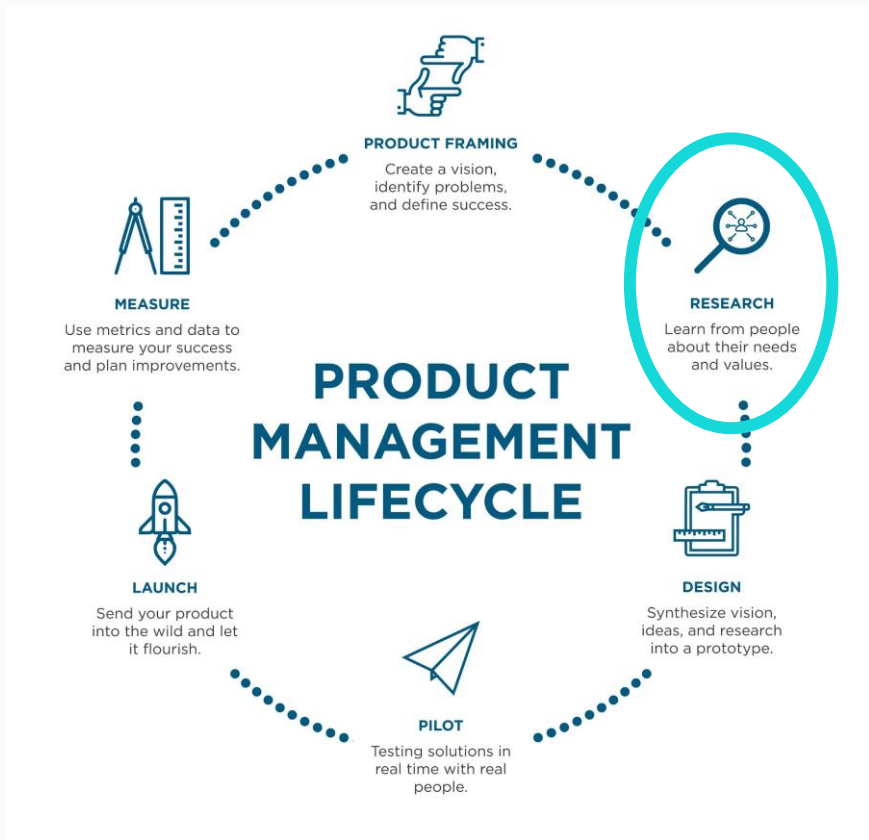 PRODUCT FRAMING
Create a vision,
identify problems,
and define success.
RESEARCH
Learn from people
about their needs
and values.
DESIGN
Synthesize vision,
ideas, and research
into a prototype.
PILOT
Testing solutions in
real time with real
people.
LAUNCH
Send your product
into the wild and let
it flourish.
MEASURE
Use metrics and data to
measure your success
and plan improvements.
PRODUCT
MANAGEMENT
LIFECYCLE